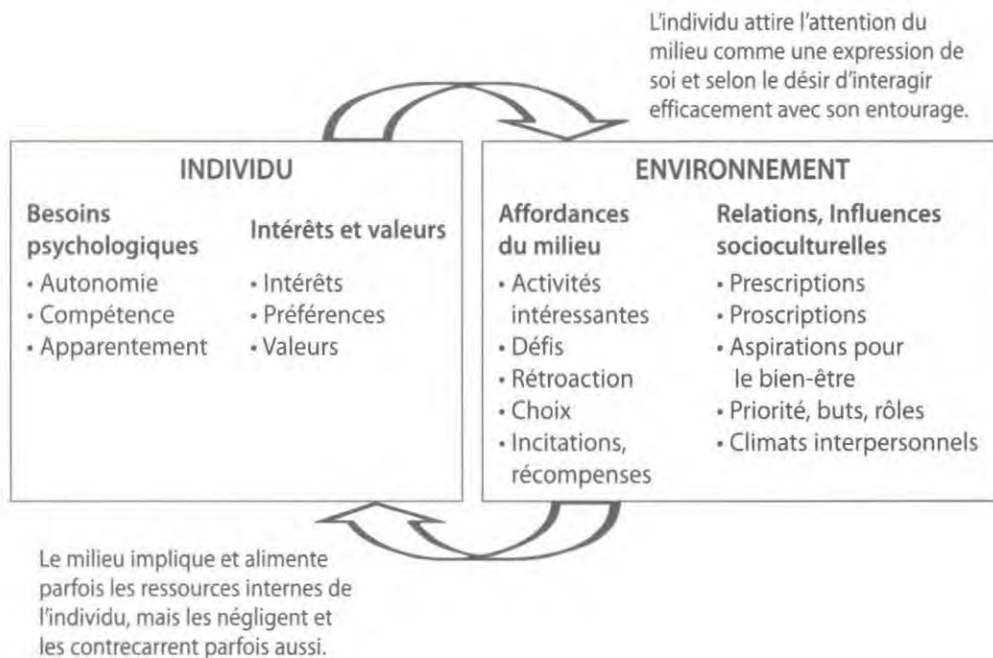 L'individu attire l'attention du
milieu comme une expression de
soi et selon le désir d'interagir
efficacement avec son entourage.
INDIVIDU
Besoins
psychologiques
• Autonomie
• Compétence
• Apparentement
Intérêts et valeurs
• Intérêts
• Préférences
• Valeurs
ENVIRONNEMENT
Affordances
du milieu
• Activités
intéressantes
• Défis
• Rétroaction
• Choix
• Incitations,
récompenses
Relations, Influences
socioculturelles
• Prescriptions
• Proscriptions
• Aspirations pour
le bien-être
• Priorité, buts, rôles
• Climats interpersonnels
Le milieu implique et alimente
parfois les ressources internes de
l'individu, mais les négligent et
les contrecarrent parfois aussi.